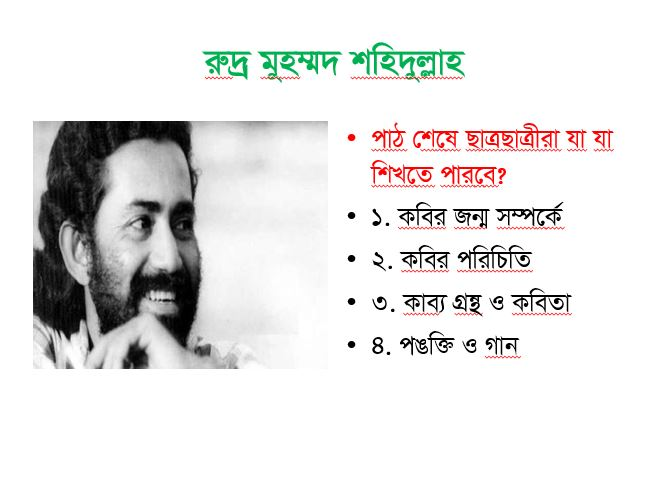 রুদ্র মুহম্মদ শহিদুল্লাহ
• পাঠ শেষে ছাত্রছাত্রীরা যা যা
শিখতে পারবে?
• ১. কবির জন্ম সম্পর্কে
• ২. কবির পরিচিতি
• ৩. কাব্য গ্রন্থ ও কবিতা
• ৪. পঙক্তি ও গান